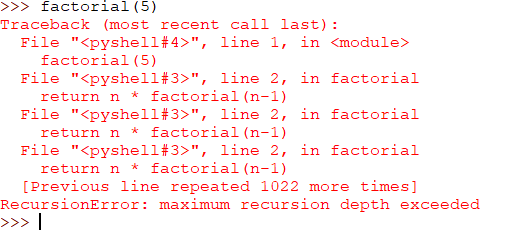 >>> factorial(5)
Traceback (most recent call last):
  File "<pyshell#4>", line 1, in <module>
    factorial(5)
  File "<pyshell#3>", line 2, in factorial
    return n * factorial(n-1)
  File "<pyshell#3>", line 2, in factorial
    return n * factorial(n-1)
  File "<pyshell#3>", line 2, in factorial
    return n * factorial(n-1)
  [Previous line repeated 1022 more times]
RecursionError: maximum recursion depth exceeded
>>>